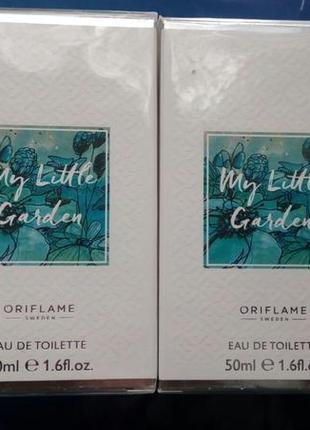 My Little
Garden
ORIFLAME
SWEDEN
EAU DE TOILETTE
50ml e 1.6fl.oz.
My Little
Garden
ORIFLAME
SWEDEN
EAU DE TOILETTE
50ml e 1.6fl.oz.